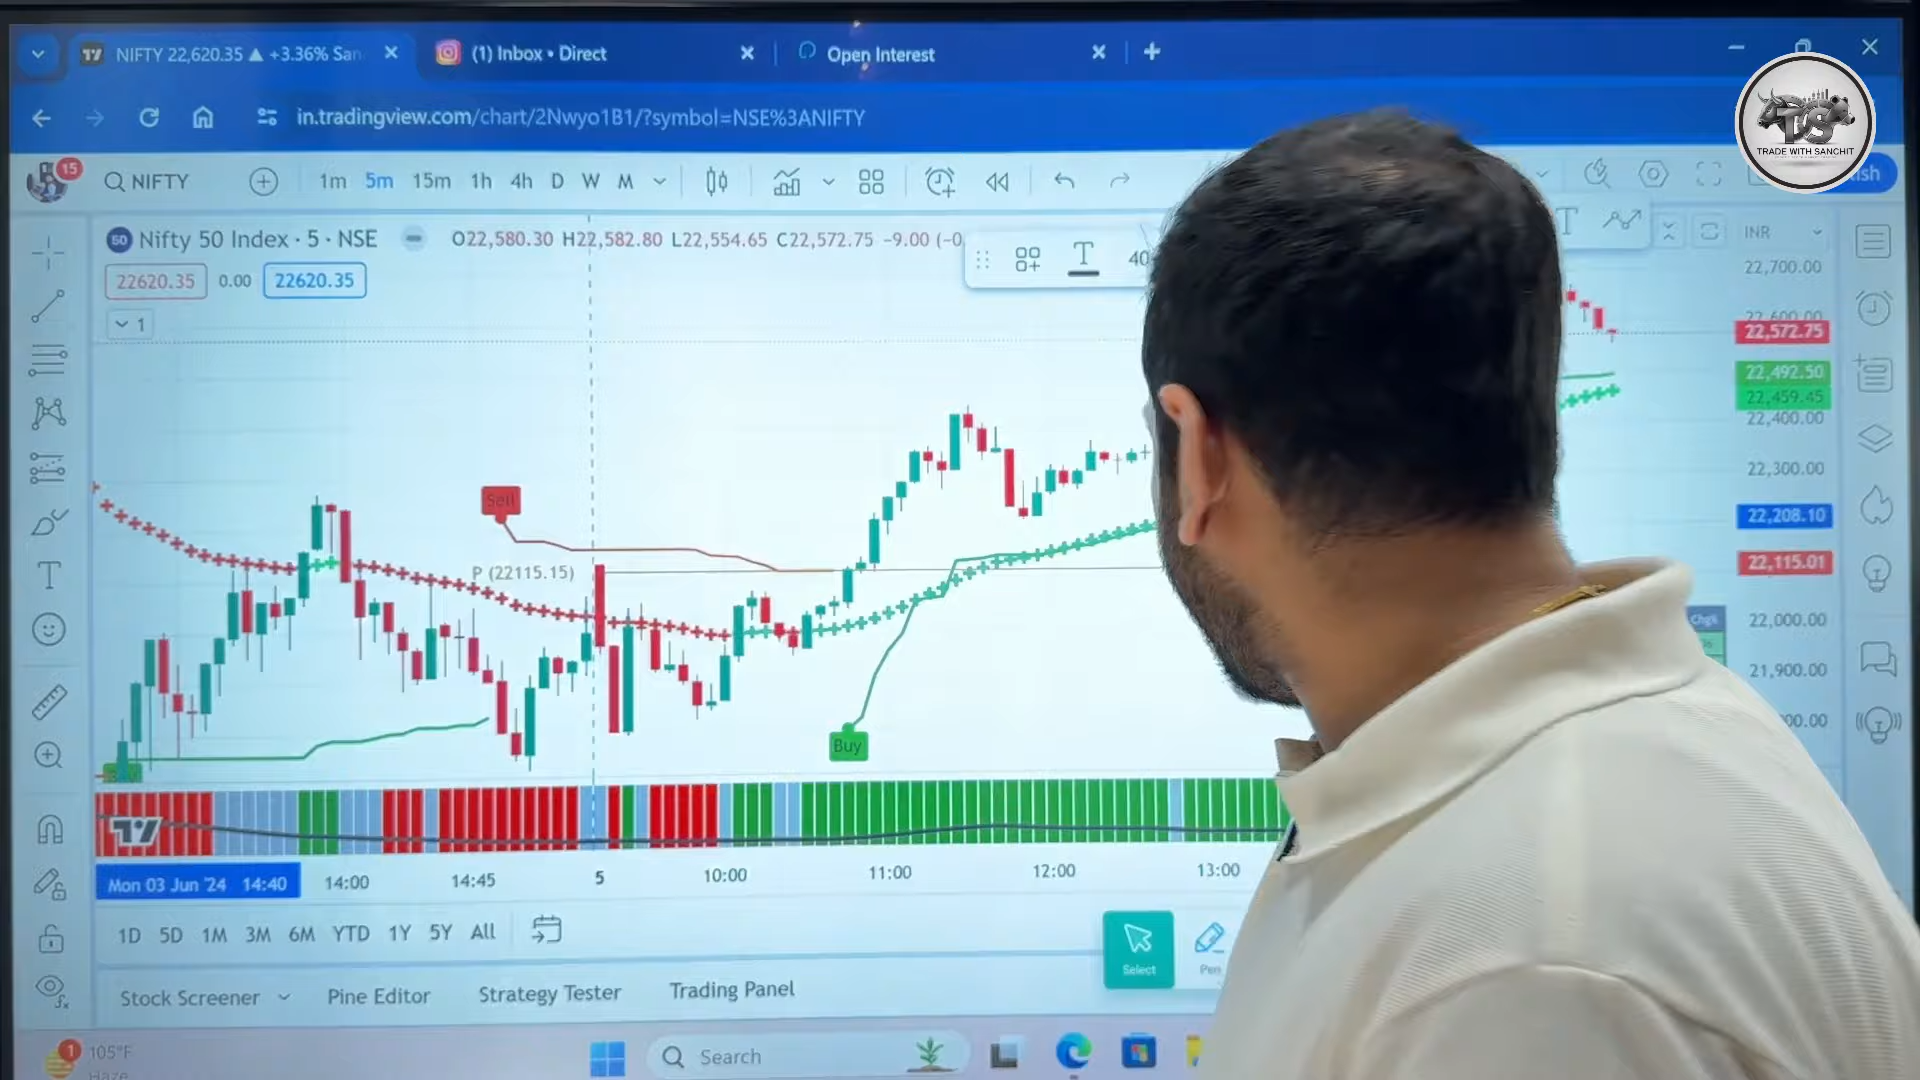 NIFTY 22,620.35 ▲ +3.36% San
(1) Inbox • Direct
Open Interest
in.tradingview.com/chart/2Nwyo1B1/?symbol=NSE%3ANIFTY
TRADE WITH SANCHIT
15
NIFTY
1m 5m 15m 1h 4h D W M
ish
50 Nifty 50 Index · 5 · NSE
O22,580.30 H22,582.80 L22,554.65 C22,572.75 −9.00 (−0
T 40
T
INR
22620.35 0.00 22620.35
1
22,700.00
22,600.00
22,572.75
22,492.50
22,459.45
22,400.00
22,300.00
22,208.10
22,115.01
22,000.00
21,900.00
Sell
P (22115.15)
Buy
Chg%
Mon 03 Jun '24 14:40
14:00 14:45 5 10:00 11:00 12:00 13:00
1D 5D 1M 3M 6M YTD 1Y 5Y All
Select
Pen
Stock Screener Pine Editor Strategy Tester Trading Panel
1
105°F
Haze
Search